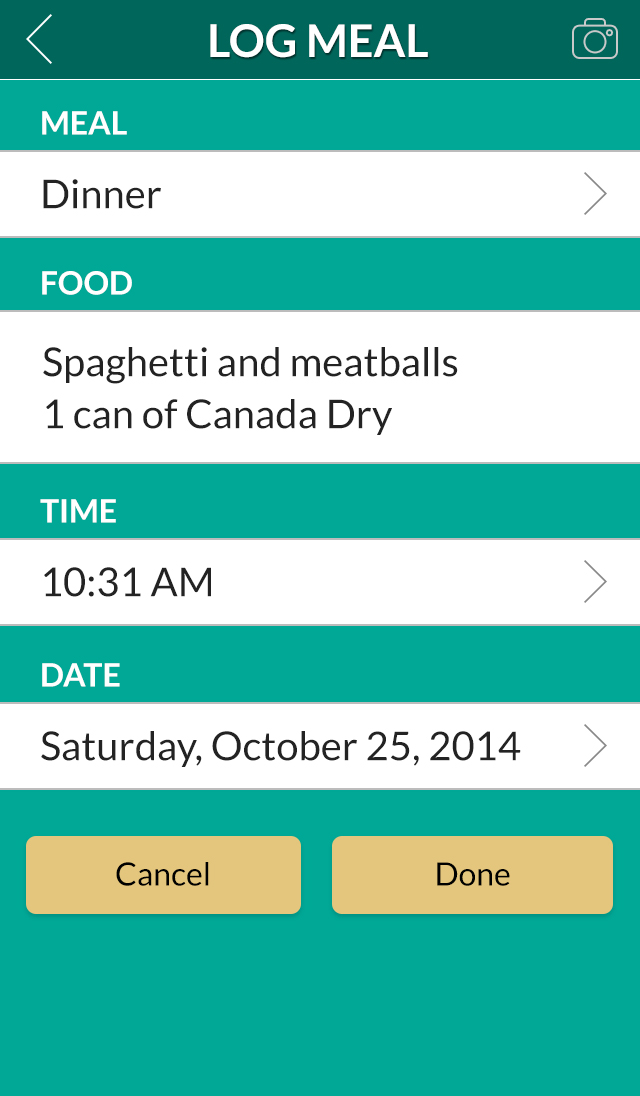 LOG MEAL
MEAL
Dinner
FOOD
Spaghetti and meatballs
1 can of Canada Dry
TIME
10:31 AM
DATE
Saturday, October 25, 2014
Cancel
Done